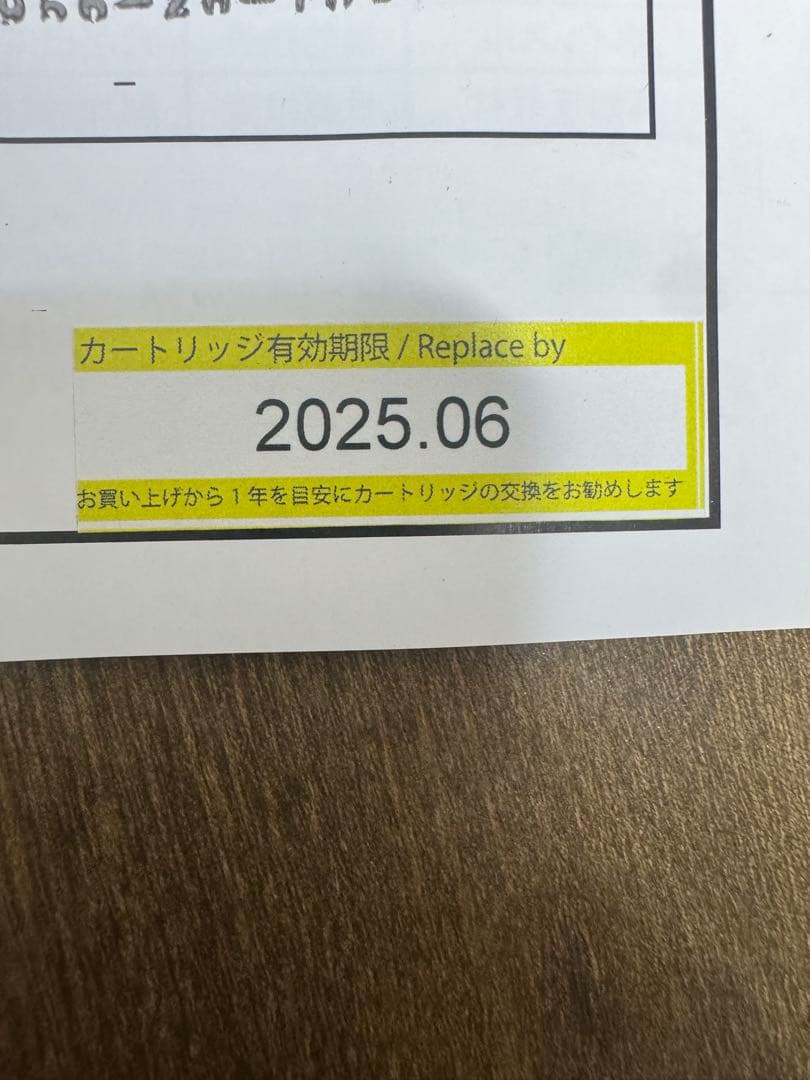 カートリッジ有効期限 / Replace by
2025.06
お買い上げから1年を目安にカートリッジの交換をお勧めします